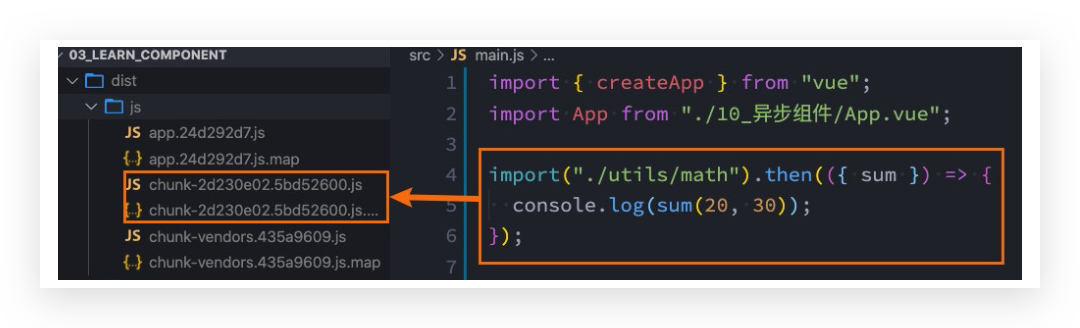 03_LEARN_COMPONENT
dist
js
JS app.24d292d7.js
{..} app.24d292d7.js.map
JS chunk-2d230e02.5bd52600.js
{..} chunk-2d230e02.5bd52600.js....
JS chunk-vendors.435a9609.js
{..} chunk-vendors.435a9609.js.map
src > JS main.js > ...
1 import { createApp } from "vue";
2 import App from "./10_异步组件/App.vue";
3
4 import("./utils/math").then(({ sum }) => {
5 console.log(sum(20, 30));
6 });
7